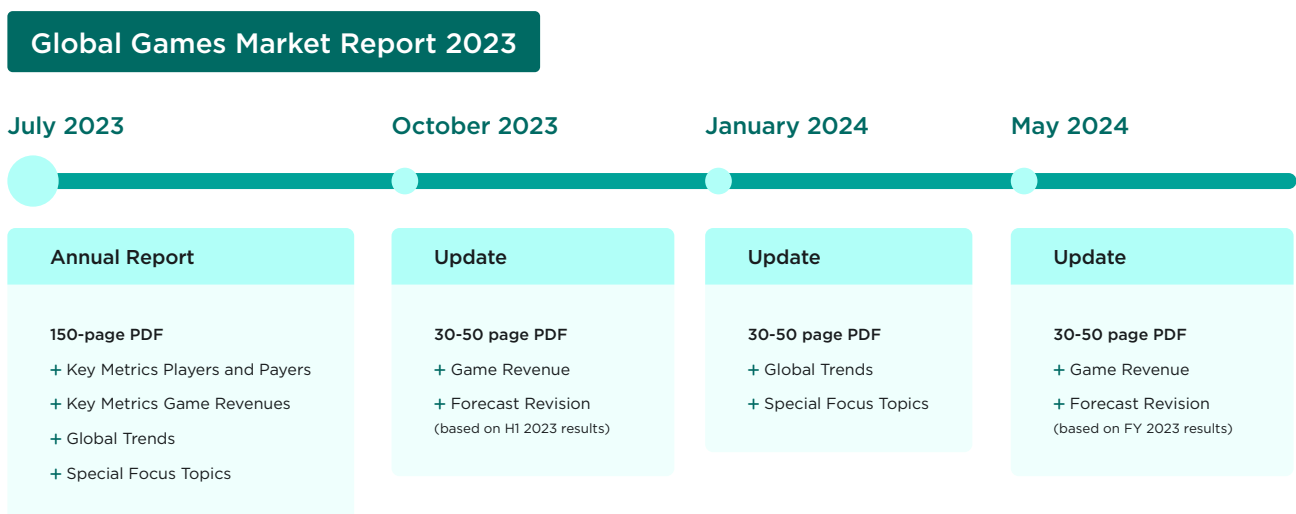 Global Games Market Report 2023
July 2023
October 2023
January 2024
May 2024
Annual Report
150-page PDF
+ Key Metrics Players and Payers
+ Key Metrics Game Revenues
+ Global Trends
+ Special Focus Topics
Update
30-50 page PDF
+ Game Revenue
+ Forecast Revision
(based on H1 2023 results)
Update
30-50 page PDF
+ Global Trends
+ Special Focus Topics
Update
30-50 page PDF
+ Game Revenue
+ Forecast Revision
(based on FY 2023 results)